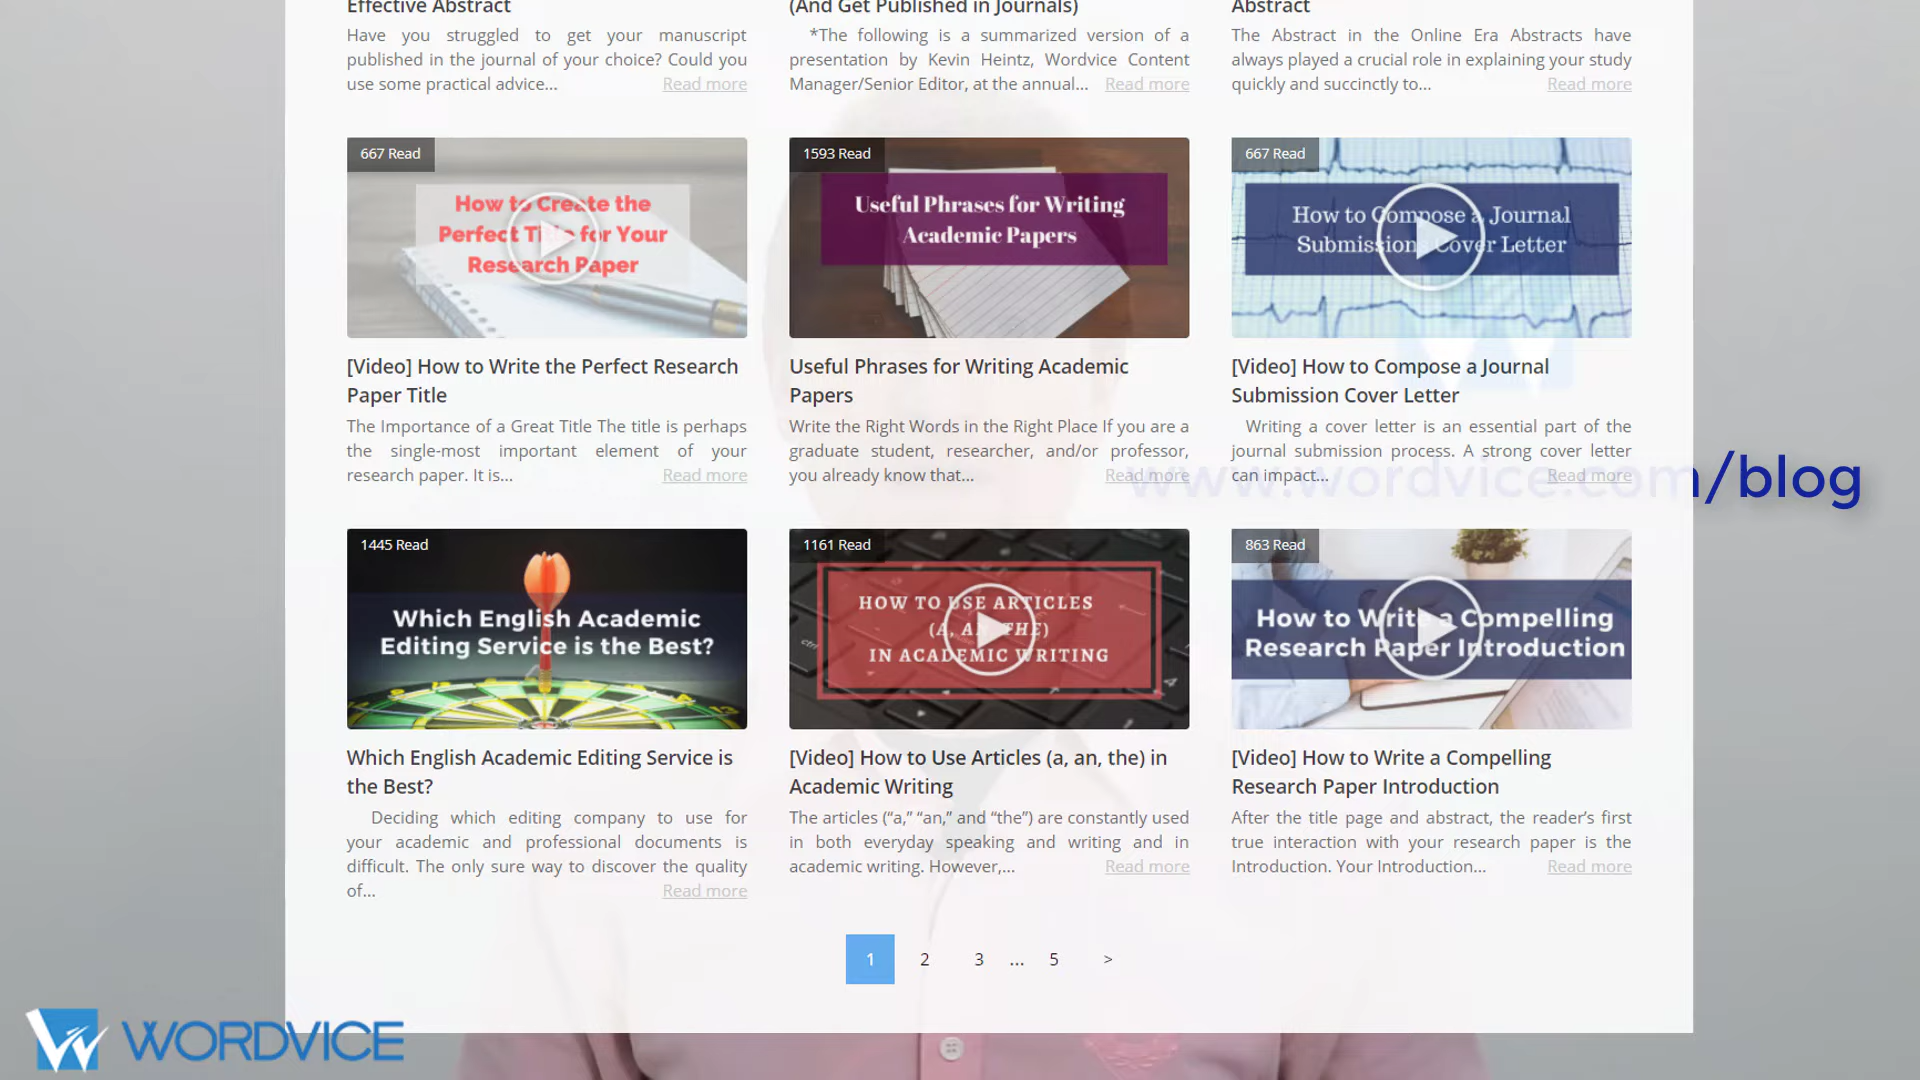 Effective Abstract
Have you struggled to get your manuscript
published in the journal of your choice? Could you
use some practical advice... Read more
(And Get Published in Journals)
*The following is a summarized version of a
presentation by Kevin Heintz, Wordvice Content
Manager/Senior Editor, at the annual... Read more
Abstract
The Abstract in the Online Era Abstracts have
always played a crucial role in explaining your study
quickly and succinctly to... Read more
667 Read
How to Create the
Perfect Title for Your
Research Paper
[Video] How to Write the Perfect Research
Paper Title
The Importance of a Great Title The title is perhaps
the single-most important element of your
research paper. It is... Read more
1593 Read
Useful Phrases for Writing
Academic Papers
Useful Phrases for Writing Academic
Papers
Write the Right Words in the Right Place If you are a
graduate student, researcher, and/or professor,
you already know that... Read more
667 Read
How to Compose a Journal
Submissions Cover Letter
[Video] How to Compose a Journal
Submission Cover Letter
Writing a cover letter is an essential part of the
journal submission process. A strong cover letter
can impact... Read more
www.wordvice.com/blog
1445 Read
Which English Academic
Editing Service is the Best?
Which English Academic Editing Service is
the Best?
Deciding which editing company to use for
your academic and professional documents is
difficult. The only sure way to discover the quality
of... Read more
1161 Read
HOW TO USE ARTICLES
(A, AN, THE)
IN ACADEMIC WRITING
[Video] How to Use Articles (a, an, the) in
Academic Writing
The articles (“a,” “an,” and “the”) are constantly used
in both everyday speaking and writing and in
academic writing. However,... Read more
863 Read
How to Write a Compelling
Research Paper Introduction
[Video] How to Write a Compelling
Research Paper Introduction
After the title page and abstract, the reader’s first
true interaction with your research paper is the
Introduction. Your Introduction... Read more
1 2 3 ... 5 >
WORDVICE